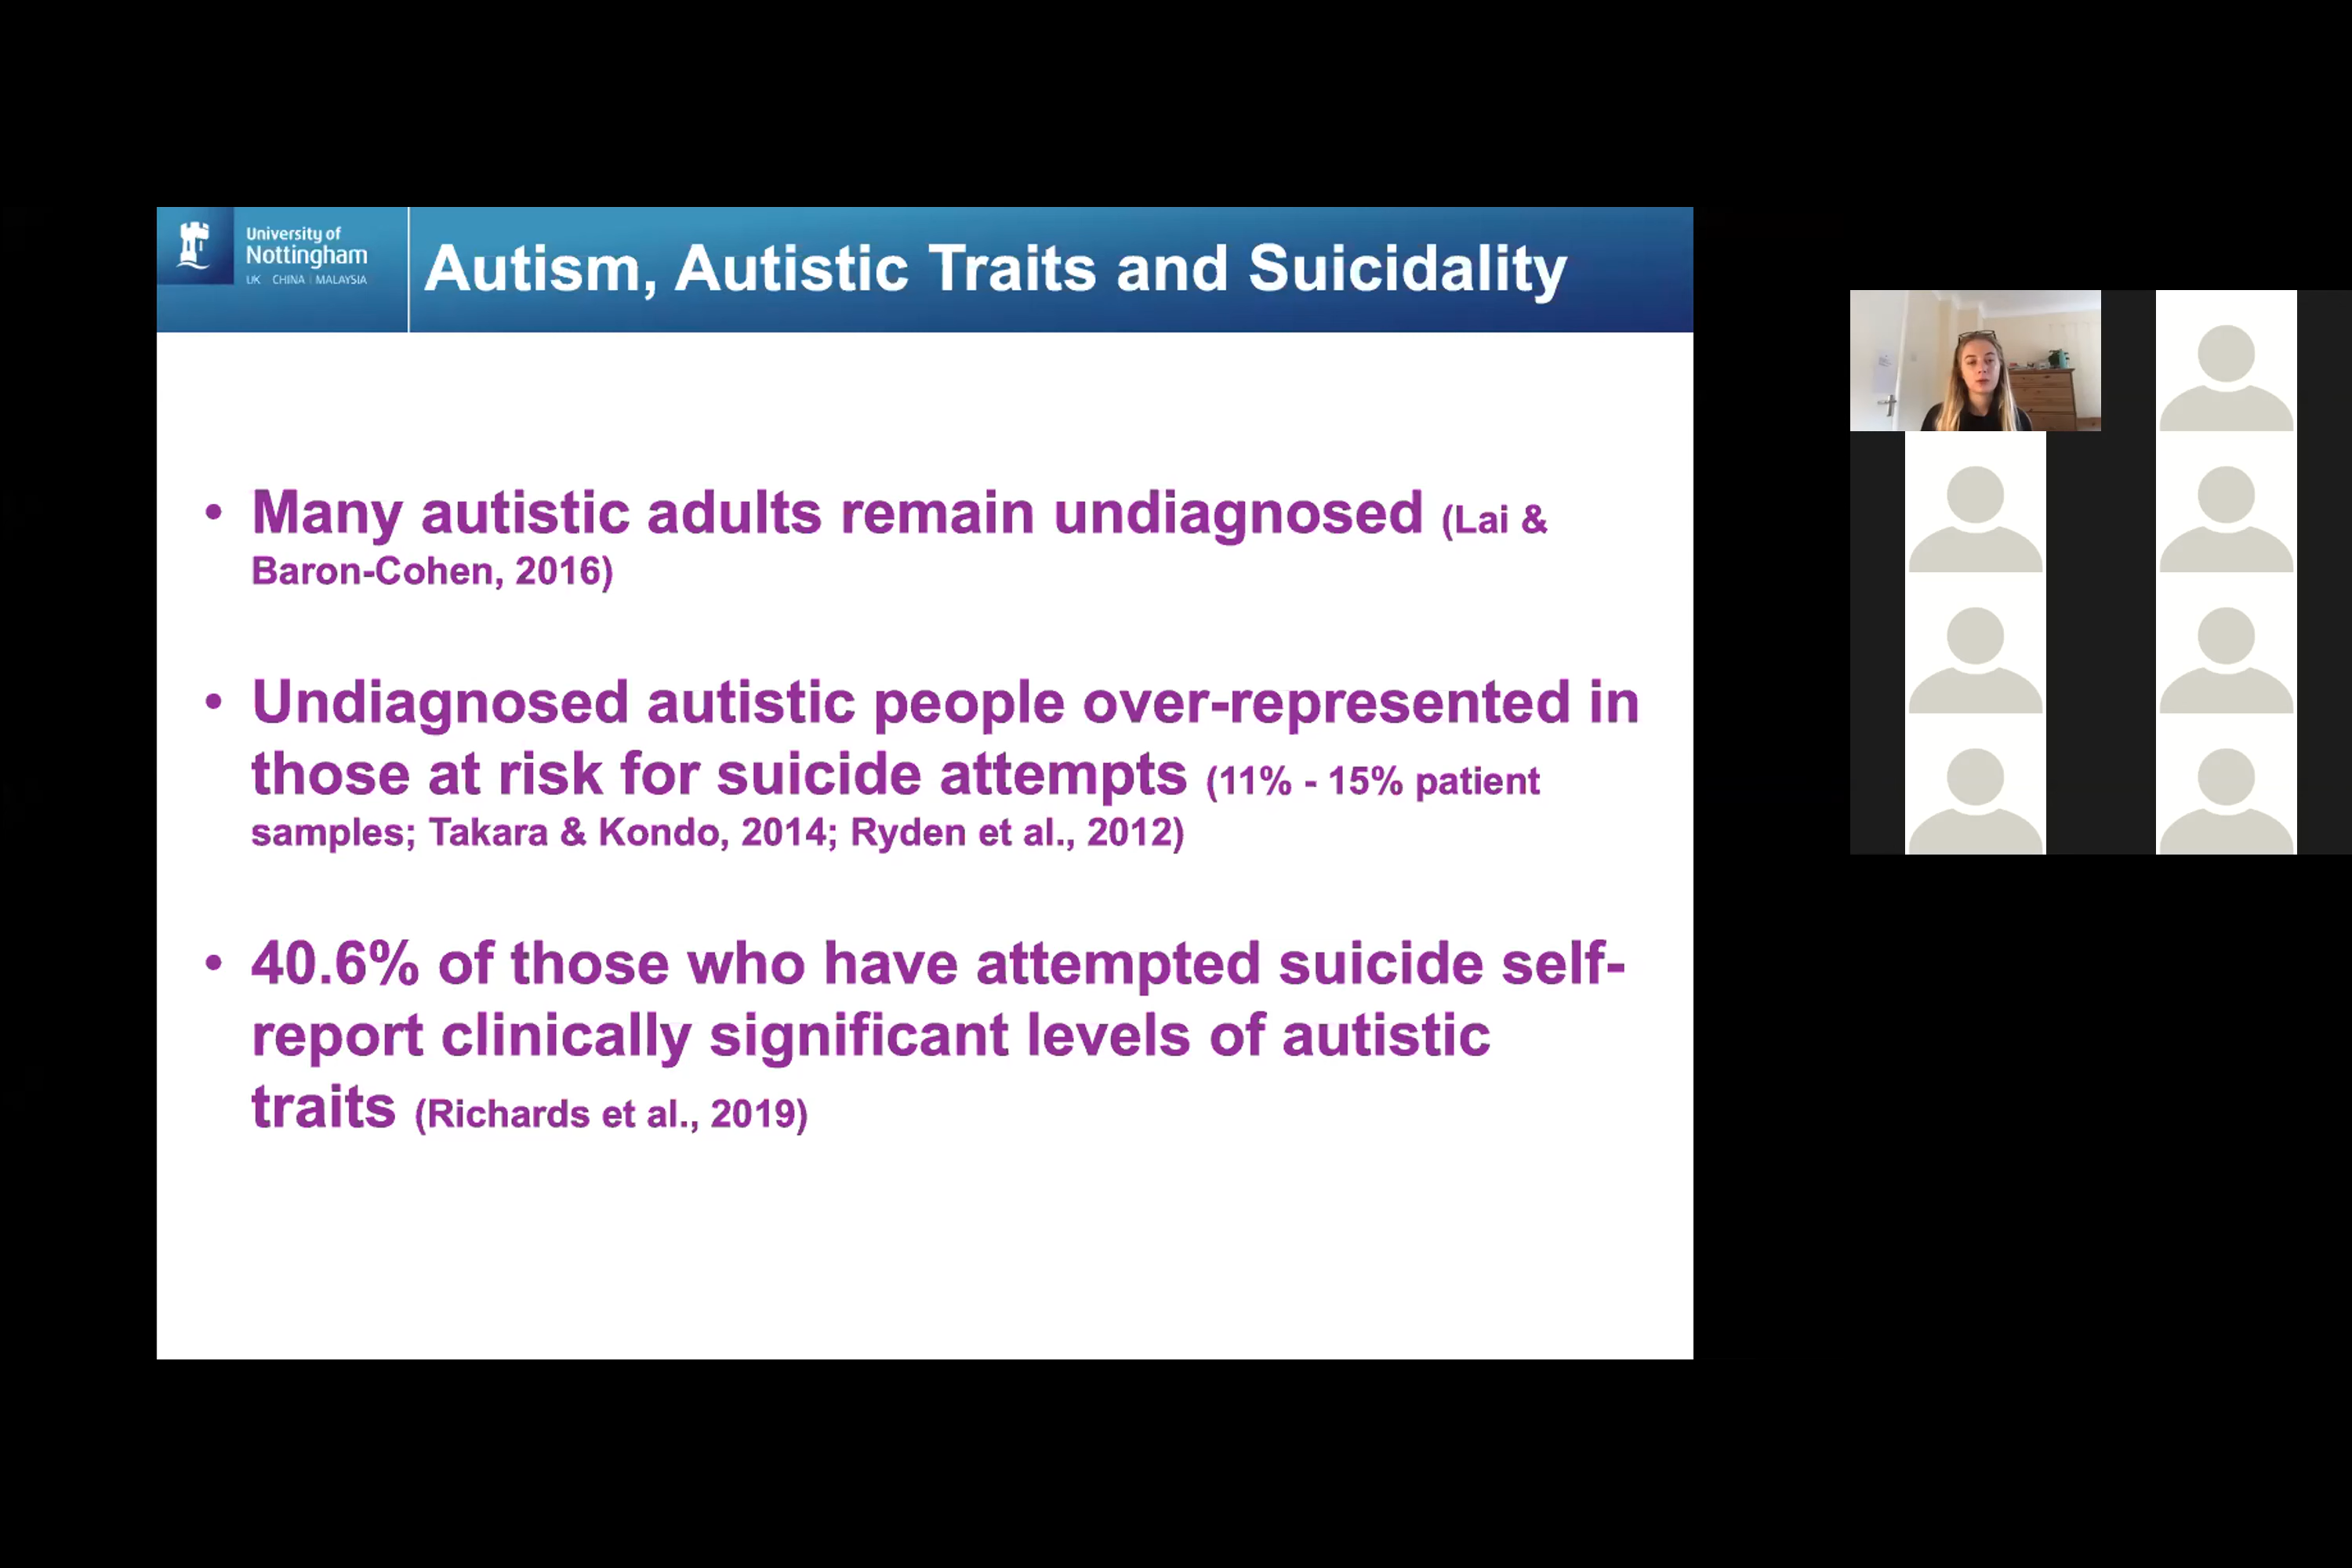 University of
Nottingham
UK CHINA MALAYSIA
Autism, Autistic Traits and Suicidality
• Many autistic adults remain undiagnosed (Lai &
Baron-Cohen, 2016)
• Undiagnosed autistic people over-represented in
those at risk for suicide attempts (11% - 15% patient
samples; Takara & Kondo, 2014; Ryden et al., 2012)
• 40.6% of those who have attempted suicide self-
report clinically significant levels of autistic
traits (Richards et al., 2019)